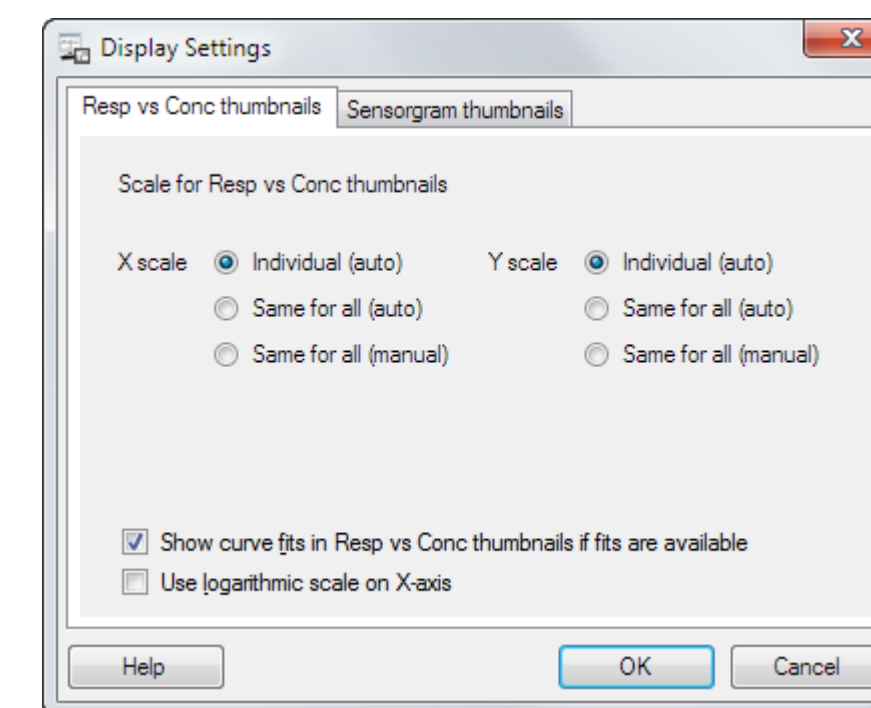 Display Settings
Resp vs Conc thumbnails Sensorgram thumbnails
Scale for Resp vs Conc thumbnails
X scale Individual (auto) Y scale Individual (auto)
Same for all (auto) Same for all (auto)
Same for all (manual) Same for all (manual)
Show curve fits in Resp vs Conc thumbnails if fits are available
Use logarithmic scale on X-axis
Help OK Cancel